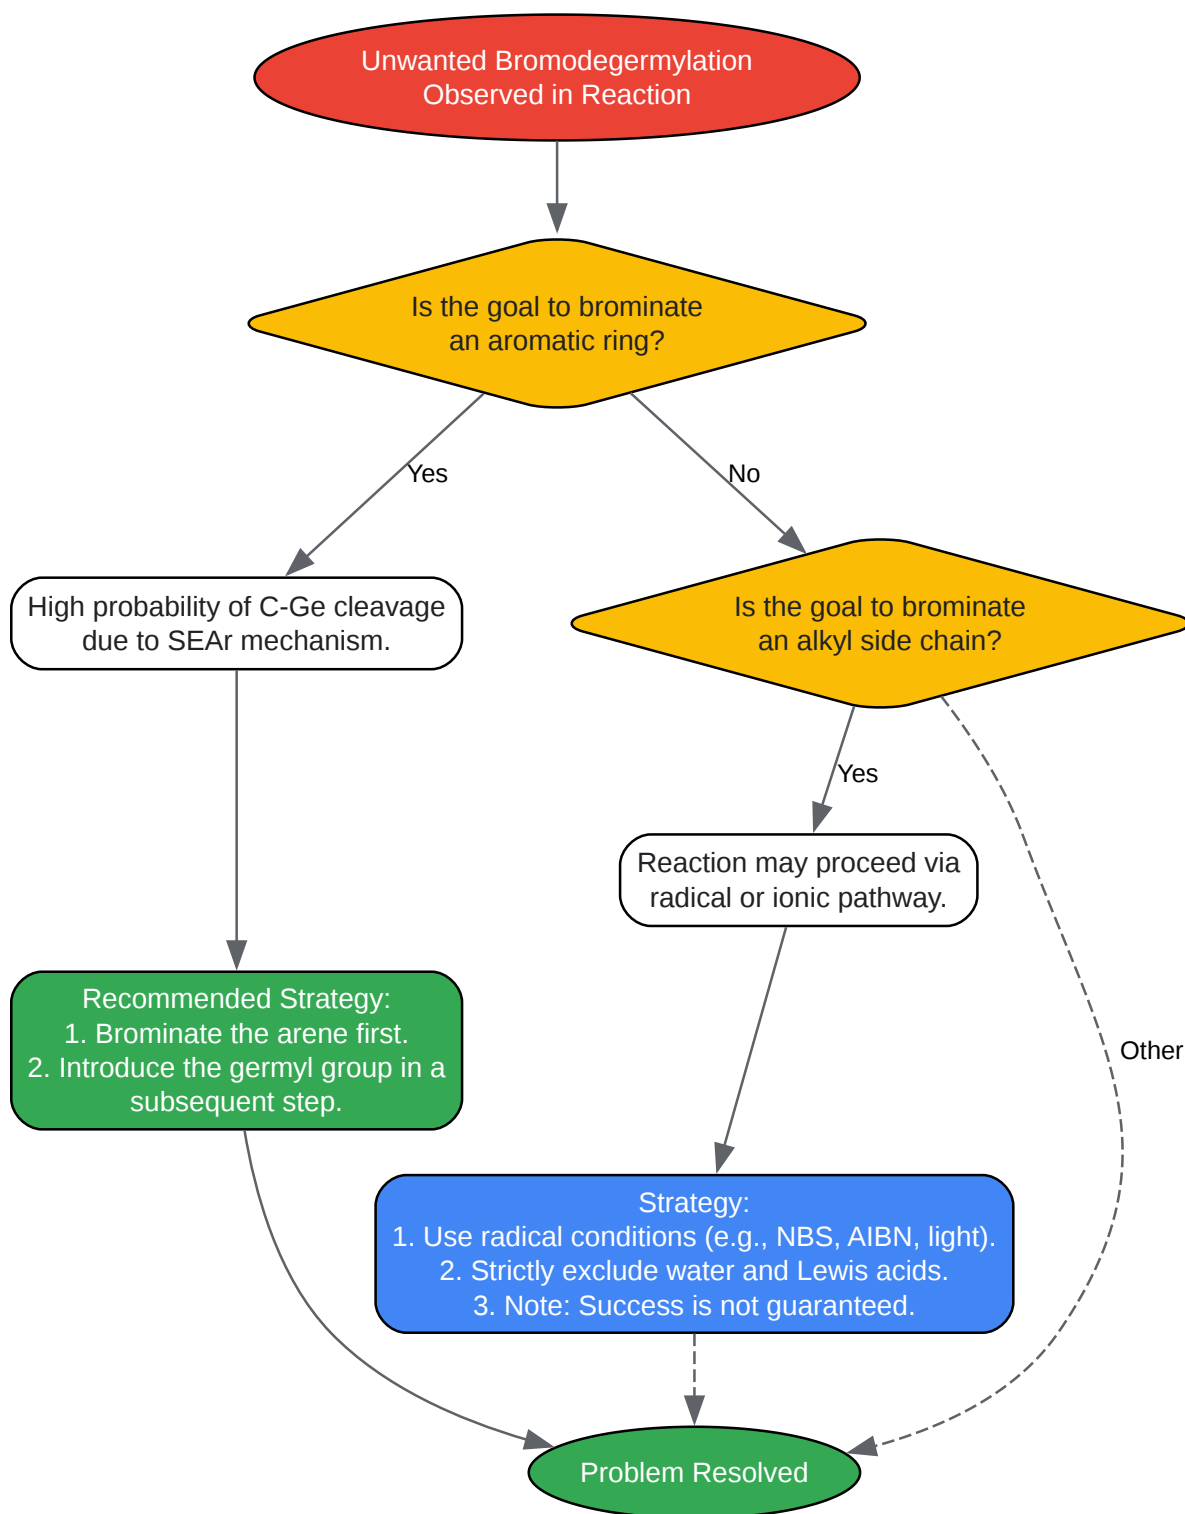 Unwanted Bromodegermylation
Observed in Reaction
Is the goal to brominate
an aromatic ring?
Yes
No
High probability of C-Ge cleavage
due to SEAr mechanism.
Is the goal to brominate
an alkyl side chain?
Yes
Reaction may proceed via
radical or ionic pathway.
Recommended Strategy:
1. Brominate the arene first.
2. Introduce the germyl group in a
subsequent step.
Other
Strategy:
1. Use radical conditions (e.g., NBS, AIBN, light).
2. Strictly exclude water and Lewis acids.
3. Note: Success is not guaranteed.
Problem Resolved